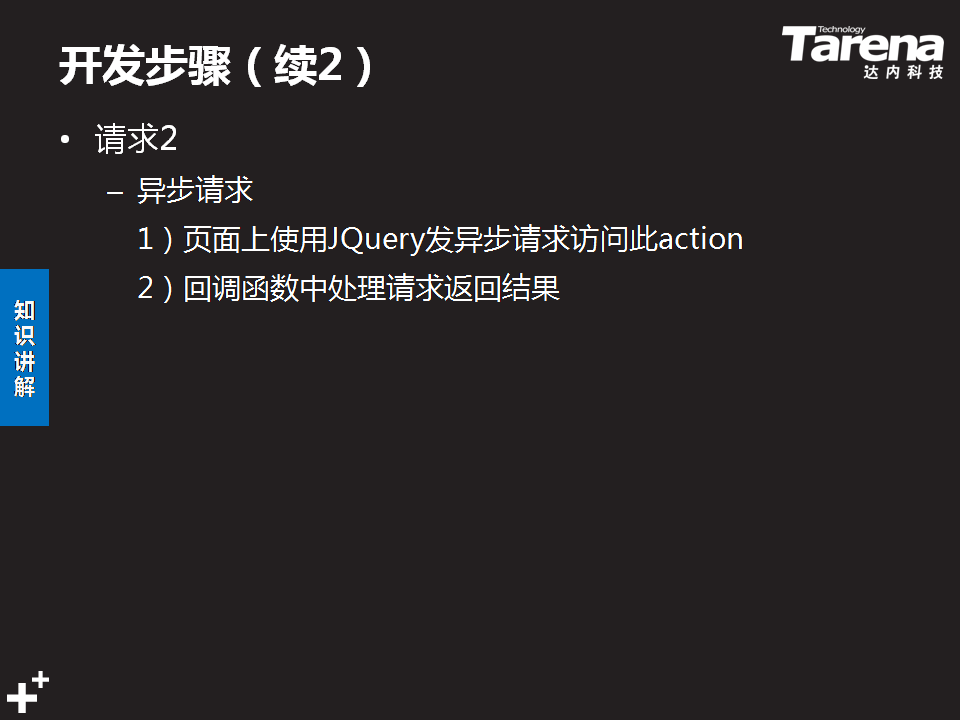 开发步骤（续2）
Technology
Tarena
达内科技
• 请求2
– 异步请求
1）页面上使用JQuery发异步请求访问此action
2）回调函数中处理请求返回结果
知识讲解